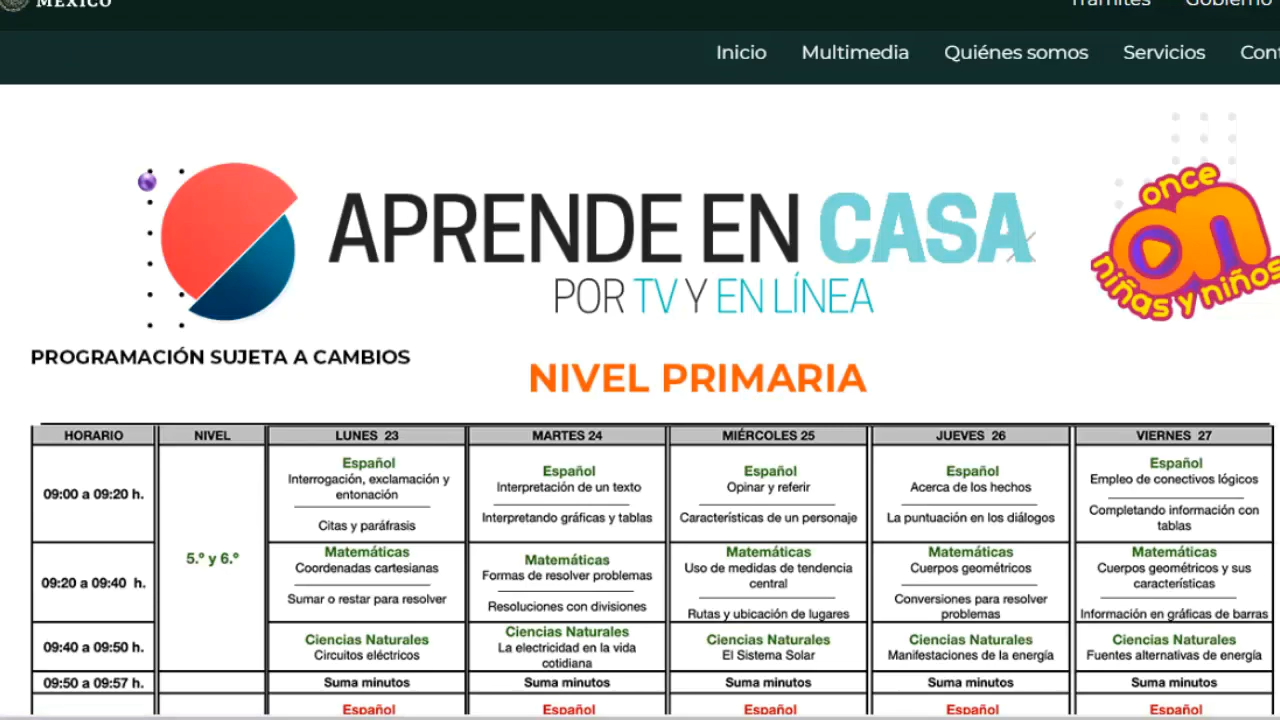 MÉXICO
Trámites Gobierno
Inicio Multimedia Quiénes somos Servicios
APRENDE EN CASA
POR TV Y EN LÍNEA
once
on
niñas y niños
PROGRAMACIÓN SUJETA A CAMBIOS
NIVEL PRIMARIA
HORARIO NIVEL LUNES 23 MARTES 24 MIÉRCOLES 25 JUEVES 26 VIERNES 27
09:00 a 09:20 h.
5.º y 6.º
Español
Interrogación, exclamación y
entonación
Citas y paráfrasis
Español
Interpretación de un texto
Interpretando gráficas y tablas
Español
Opinar y referir
Características de un personaje
Español
Acerca de los hechos
La puntuación en los diálogos
Español
Empleo de conectivos lógicos
Completando información con
tablas
09:20 a 09:40 h.
Matemáticas
Coordenadas cartesianas
Sumar o restar para resolver
Matemáticas
Formas de resolver problemas
Resoluciones con divisiones
Matemáticas
Uso de medidas de tendencia
central
Rutas y ubicación de lugares
Matemáticas
Cuerpos geométricos
Conversiones para resolver
problemas
Matemáticas
Cuerpos geométricos y sus
características
Información en gráficas de barras
09:40 a 09:50 h.
Ciencias Naturales
Circuitos eléctricos
Ciencias Naturales
La electricidad en la vida
cotidiana
Ciencias Naturales
El Sistema Solar
Ciencias Naturales
Manifestaciones de la energía
Ciencias Naturales
Fuentes alternativas de energía
09:50 a 09:57 h. Suma minutos Suma minutos Suma minutos Suma minutos Suma minutos
Español Español Español Español Español